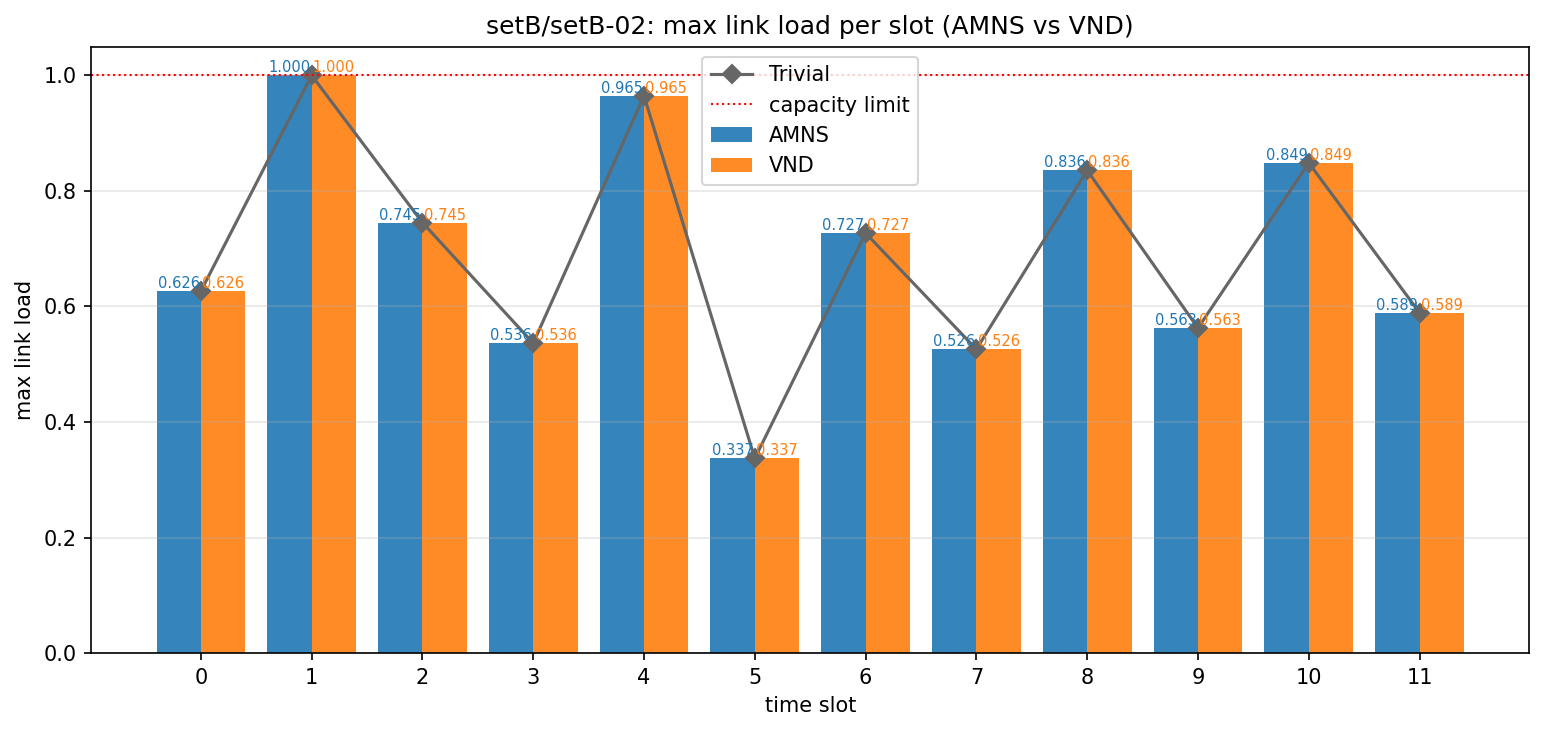 setB/setB-02: max link load per slot (AMNS vs VND)
max link load
1.0
0.8
0.6
0.4
0.2
0.0
Trivial
capacity limit
AMNS
VND
0.626 0.626
1.000 1.000
0.745 0.745
0.536 0.536
0.965 0.965
0.337 0.337
0.727 0.727
0.526 0.526
0.836 0.836
0.563 0.563
0.849 0.849
0.589 0.589
0 1 2 3 4 5 6 7 8 9 10 11
time slot